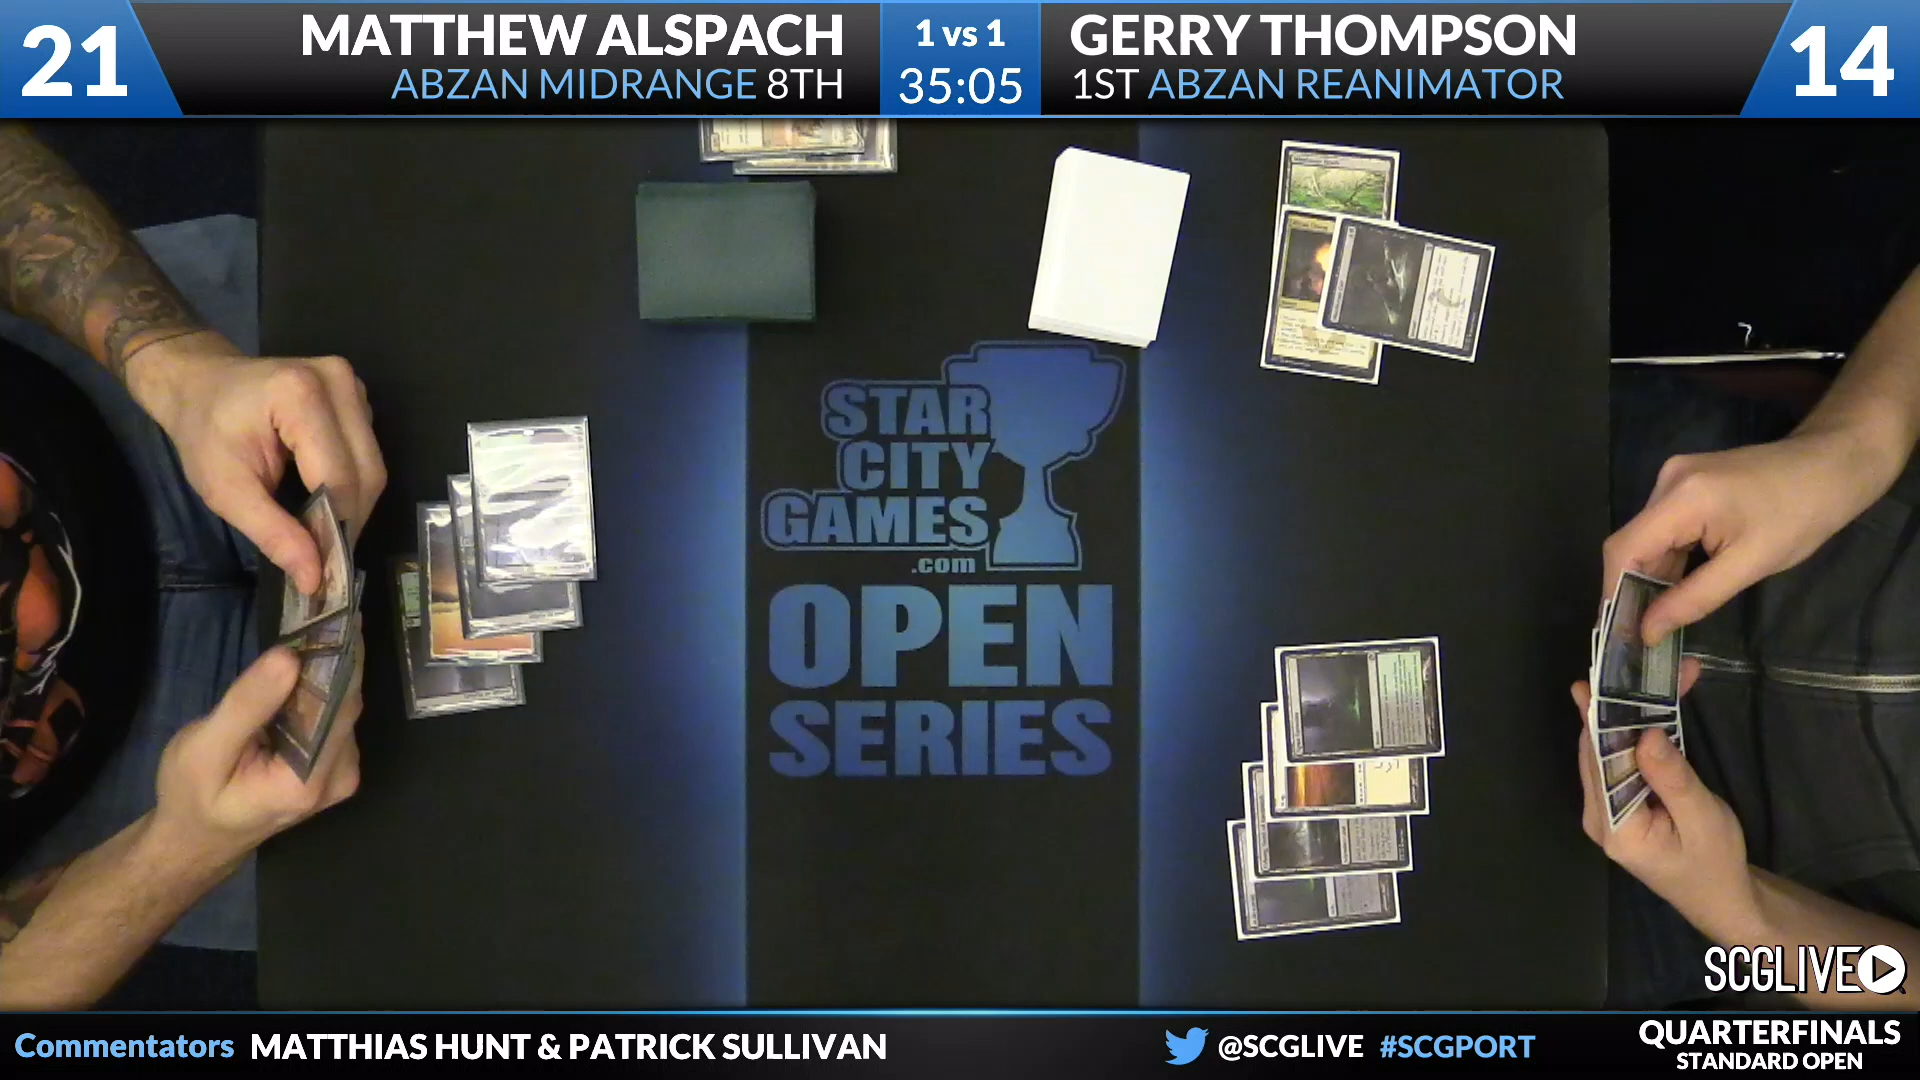 21
MATTHEW ALSPACH
ABZAN MIDRANGE 8TH
1 vs 1
35:05
GERRY THOMPSON
1ST ABZAN REANIMATOR
14
STAR
CITY
GAMES
.com
OPEN
SERIES
SCGLIVE
Commentators MATTHIAS HUNT & PATRICK SULLIVAN
@SCGLIVE #SCGPORT
QUARTERFINALS
STANDARD OPEN